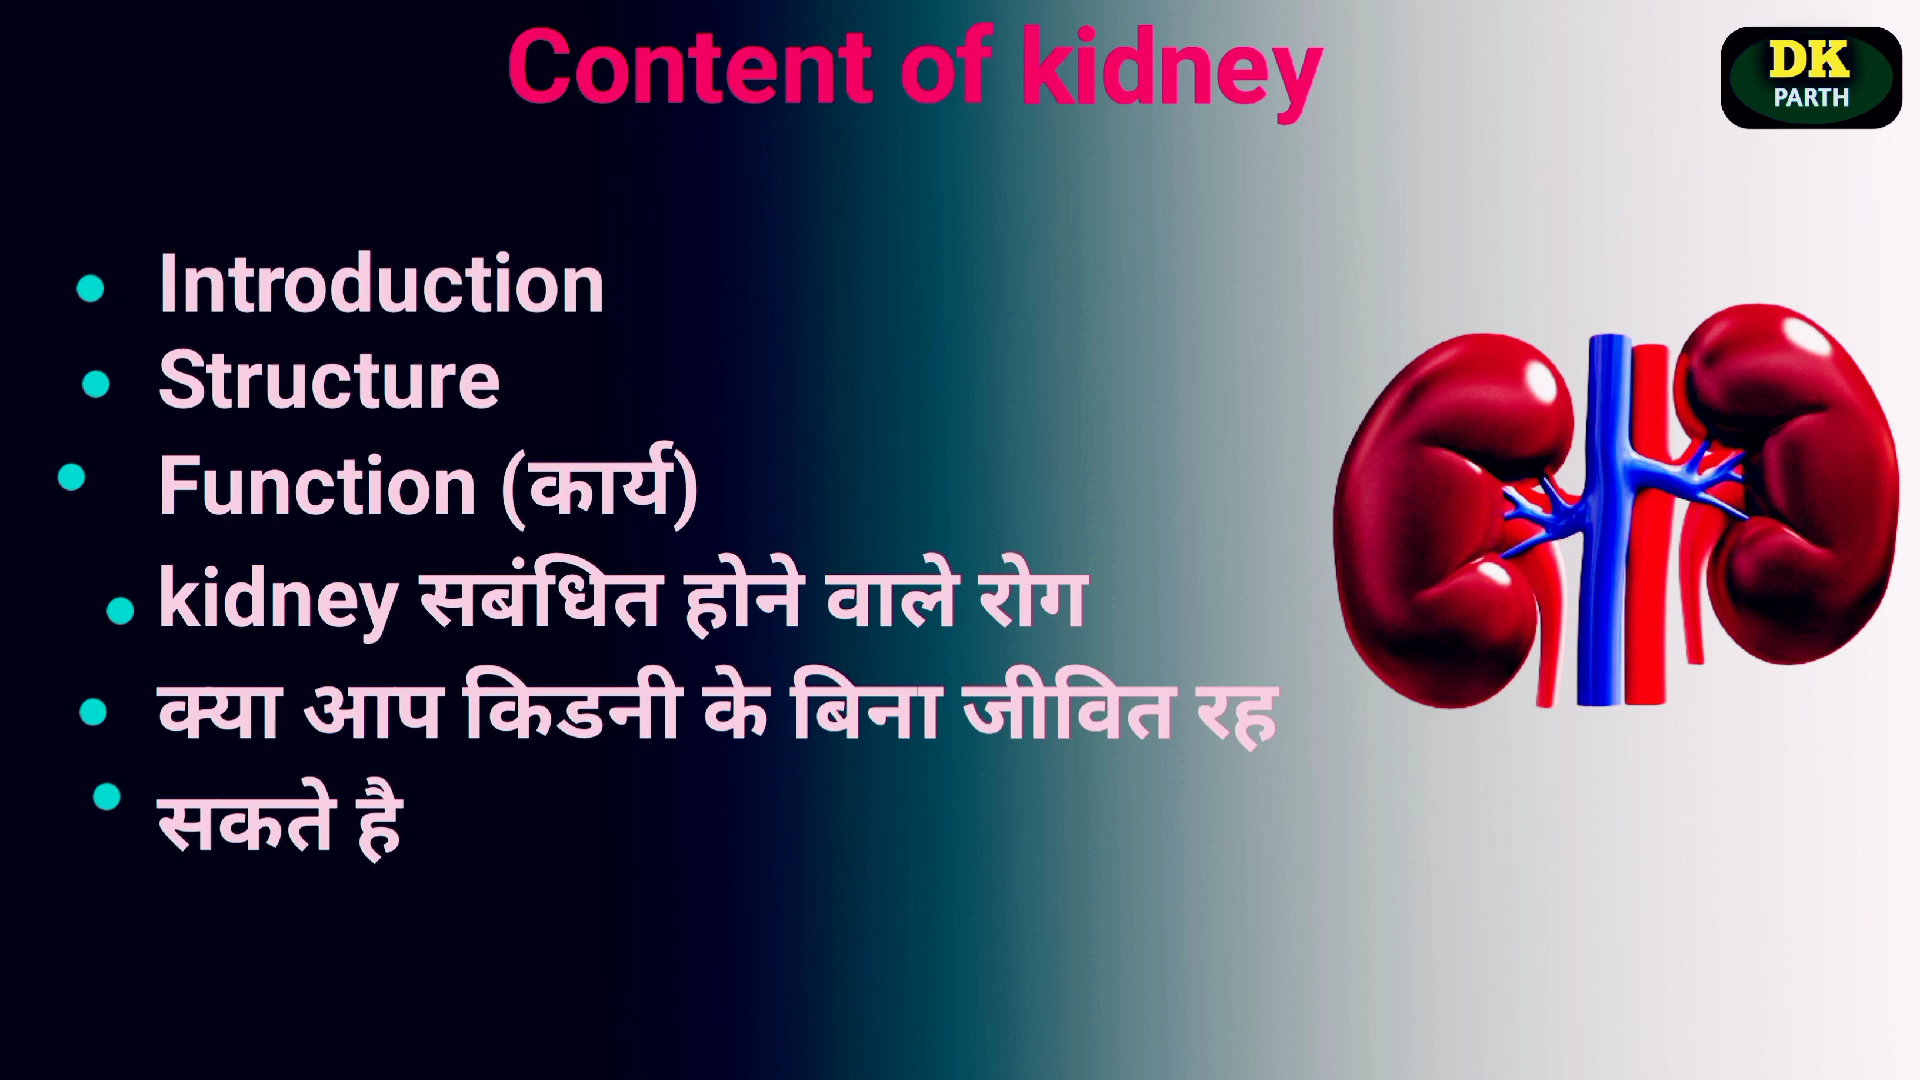 Content of kidney
DK
PARTH
• Introduction
• Structure
• Function (कार्य)
• kidney सबंधित होने वाले रोग
• क्या आप किडनी के बिना जीवित रह
• सकते है